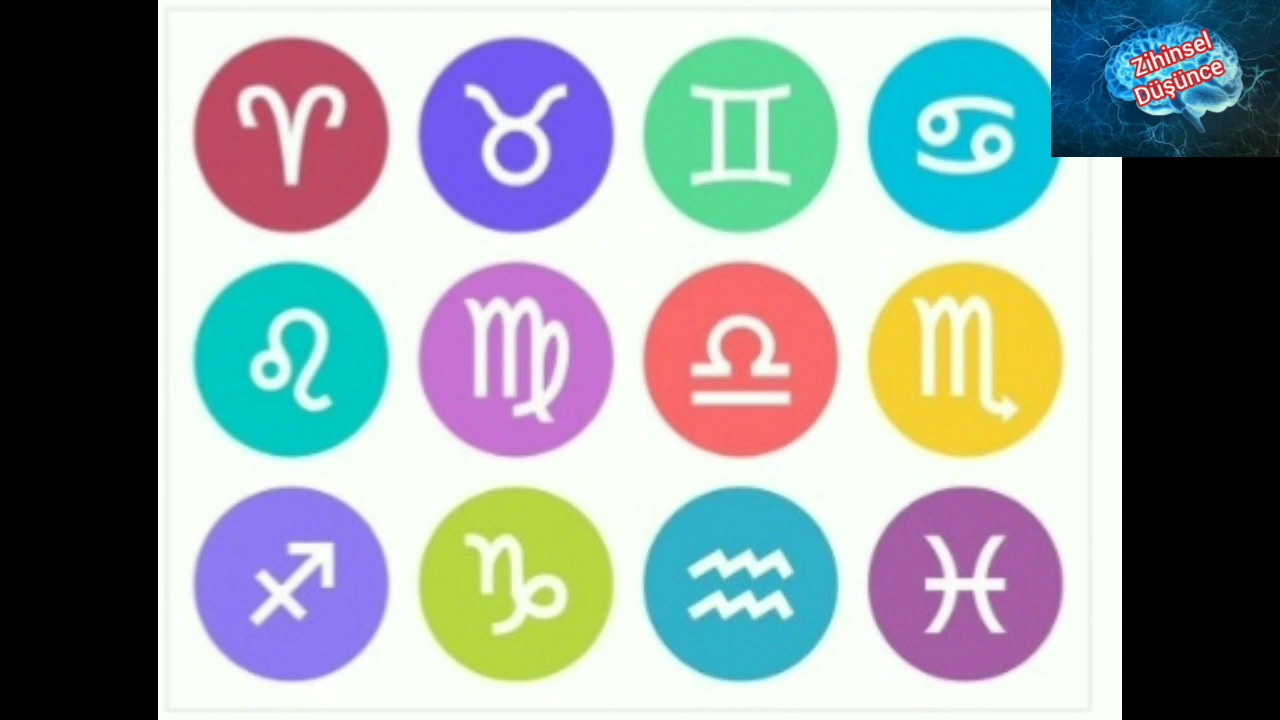 Zihinsel
Düşünce
♈ ♉ ♊ ♋
♌ ♍ ♎ ♏
♐ ♑ ♒ ♓